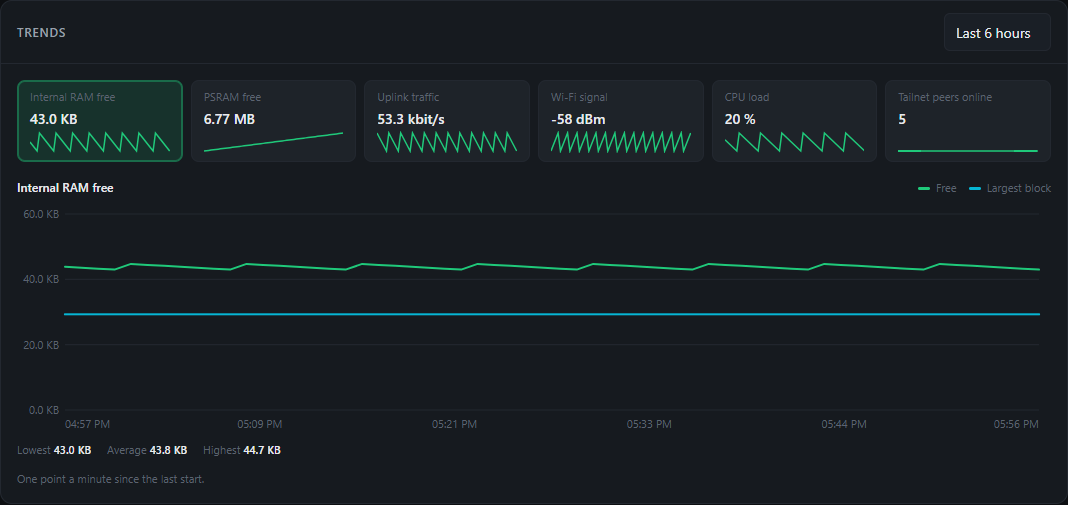 TRENDS
Last 6 hours
Internal RAM free
43.0 KB
PSRAM free
6.77 MB
Uplink traffic
53.3 kbit/s
Wi-Fi signal
-58 dBm
CPU load
20 %
Tailnet peers online
5
Internal RAM free
Free
Largest block
60.0 KB
40.0 KB
20.0 KB
0.0 KB
04:57 PM
05:09 PM
05:21 PM
05:33 PM
05:44 PM
05:56 PM
Lowest 43.0 KB Average 43.8 KB Highest 44.7 KB
One point a minute since the last start.